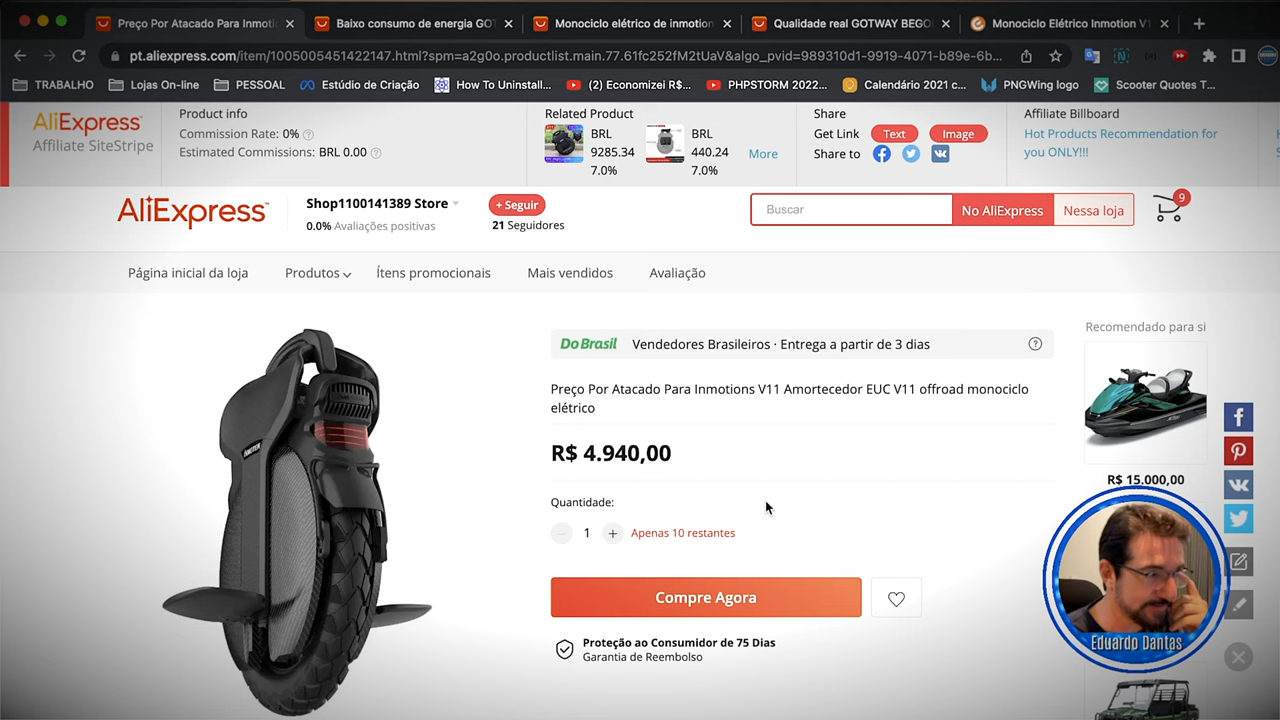 Preço Por Atacado Para Inmoti
Baixo consumo de energia GOT
Monociclo elétrico de inmotion
Qualidade real GOTWAY BEGO
Monociclo Elétrico Inmotion V1
pt.aliexpress.com/item/1005005451422147.html?spm=a2g0o.productlist.main.77.61fc252fM2tUaV&algo_pvid=989310d1-9919-4071-b89e-6b...
TRABALHO
Lojas On-line
PESSOAL
Estúdio de Criação
How To Uninstall...
(2) Economizei R$...
PHPSTORM 2022...
Calendário 2021 c...
PNGWing logo
Scooter Quotes T...
AliExpress
Affiliate SiteStripe
Product info
Commission Rate: 0%
Estimated Commissions: BRL 0.00
Related Product
BRL
9285.34
7.0%
BRL
440.24
7.0%
More
Share
Get Link
Text
Image
Share to
Affiliate Billboard
Hot Products Recommendation for
you ONLY!!!
AliExpress
Shop1100141389 Store
0.0% Avaliações positivas
+ Seguir
21 Seguidores
Buscar
No AliExpress
Nessa loja
9
Página inicial da loja
Produtos
Ítens promocionais
Mais vendidos
Avaliação
Do Brasil
Vendedores Brasileiros · Entrega a partir de 3 dias
Preço Por Atacado Para Inmotions V11 Amortecedor EUC V11 offroad monociclo
elétrico
R$ 4.940,00
Quantidade:
1
Apenas 10 restantes
Compre Agora
Proteção ao Consumidor de 75 Dias
Garantia de Reembolso
Recomendado para si
R$ 15.000,00
Eduardo Dantas